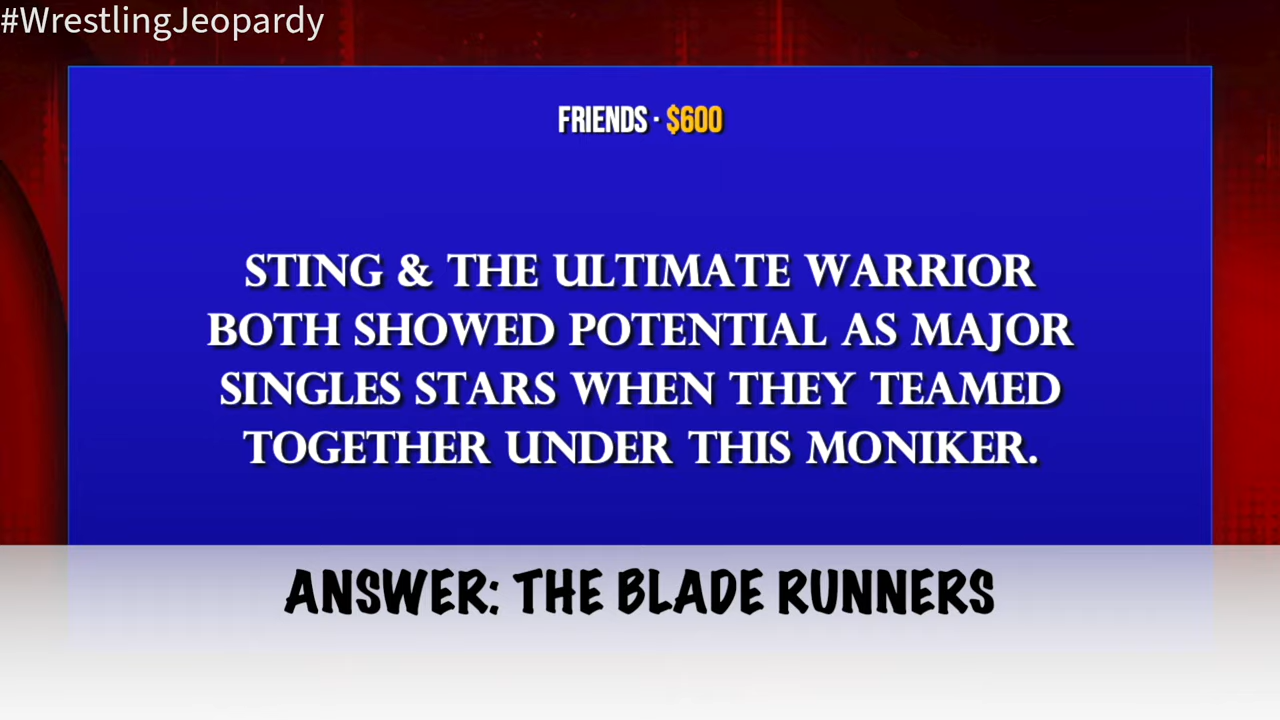 #WrestlingJeopardy
FRIENDS · $600
STING & THE ULTIMATE WARRIOR
BOTH SHOWED POTENTIAL AS MAJOR
SINGLES STARS WHEN THEY TEAMED
TOGETHER UNDER THIS MONIKER.
ANSWER: THE BLADE RUNNERS